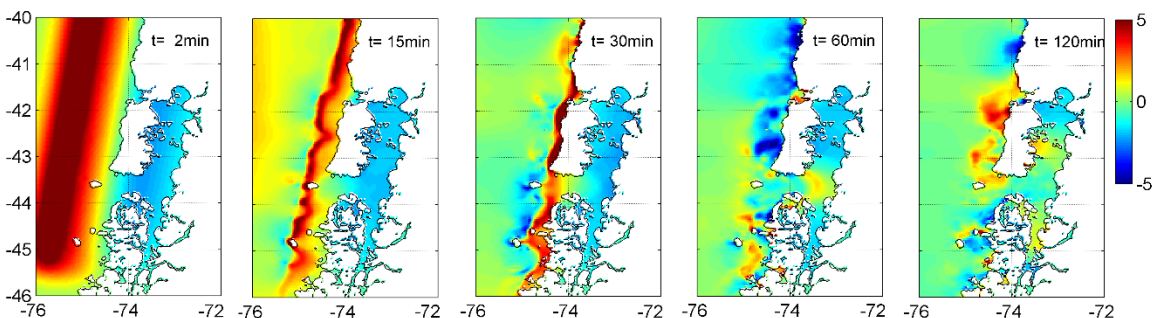 -40
-41
-42
-43
-44
-45
-46
t= 2min
t= 15min
t= 30min
t= 60min
t= 120min
5
0
-5
-76 -74 -72
-76 -74 -72
-76 -74 -72
-76 -74 -72
-76 -74 -72